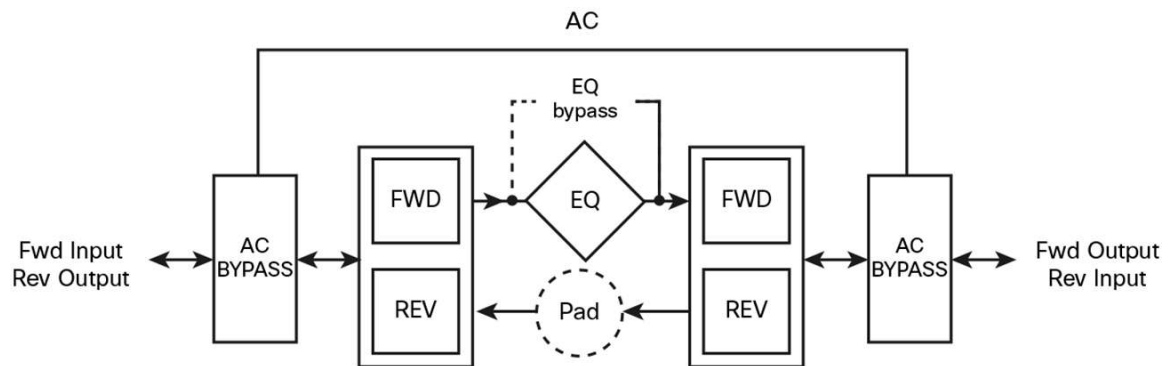 AC
EQ
bypass
FWD
EQ
FWD
Fwd Input
Rev Output
AC
BYPASS
AC
BYPASS
Fwd Output
Rev Input
REV
Pad
REV